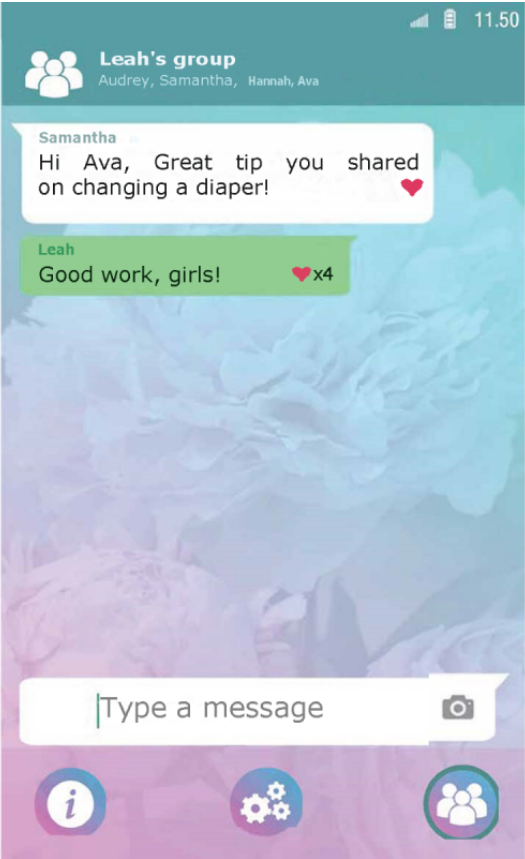 11.50
Leah's group
Audrey, Samantha, Hannah, Ava
Samantha
Hi Ava, Great tip you shared
on changing a diaper!
Leah
Good work, girls! x4
Type a message
i